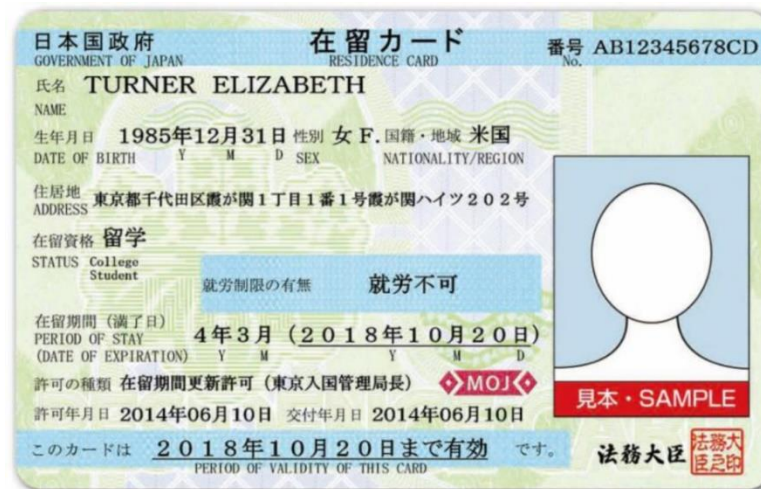 日本国政府 在留カード 番号 AB12345678CD
GOVERNMENT OF JAPAN RESIDENCE CARD No.
氏名 TURNER ELIZABETH
NAME
生年月日 1985年12月31日 性別 女 F. 国籍・地域 米国
DATE OF BIRTH Y M D SEX NATIONALITY/REGION
住居地 東京都千代田区霞が関1丁目1番1号霞が関ハイツ202号
ADDRESS
在留資格 留学
STATUS College
Student
就労制限の有無 就労不可
在留期間(満了日)
PERIOD OF STAY 4年3月(2018年10月20日)
(DATE OF EXPIRATION) Y M Y M D
許可の種類 在留期間更新許可(東京入国管理局長) MOJ
見本・SAMPLE
許可年月日 2014年06月10日 交付年月日 2014年06月10日
このカードは 2018年10月20日まで有効 です。
PERIOD OF VALIDITY OF THIS CARD
法務大臣 法務大臣之印